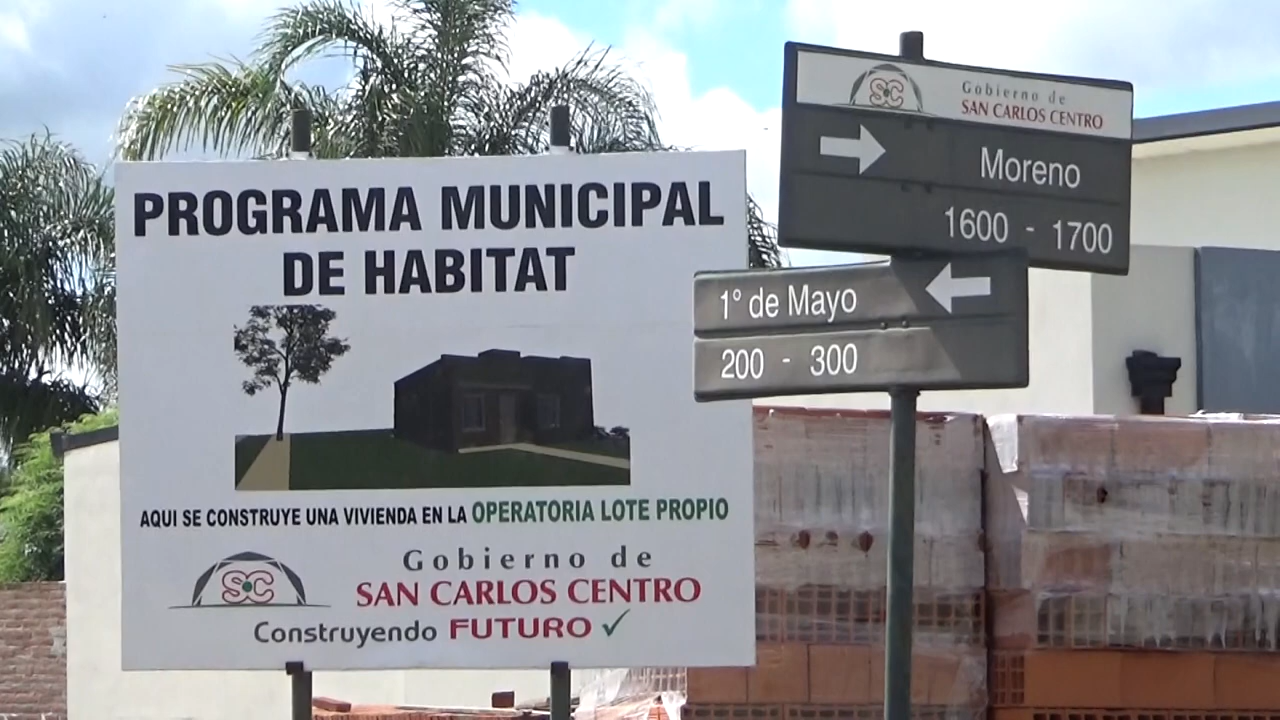 PROGRAMA MUNICIPAL
DE HABITAT
AQUI SE CONSTRUYE UNA VIVIENDA EN LA OPERATORIA LOTE PROPIO
SC
Gobierno de
SAN CARLOS CENTRO
Construyendo FUTURO
SC
Gobierno de
SAN CARLOS CENTRO
Moreno
1600 - 1700
1° de Mayo
200 - 300